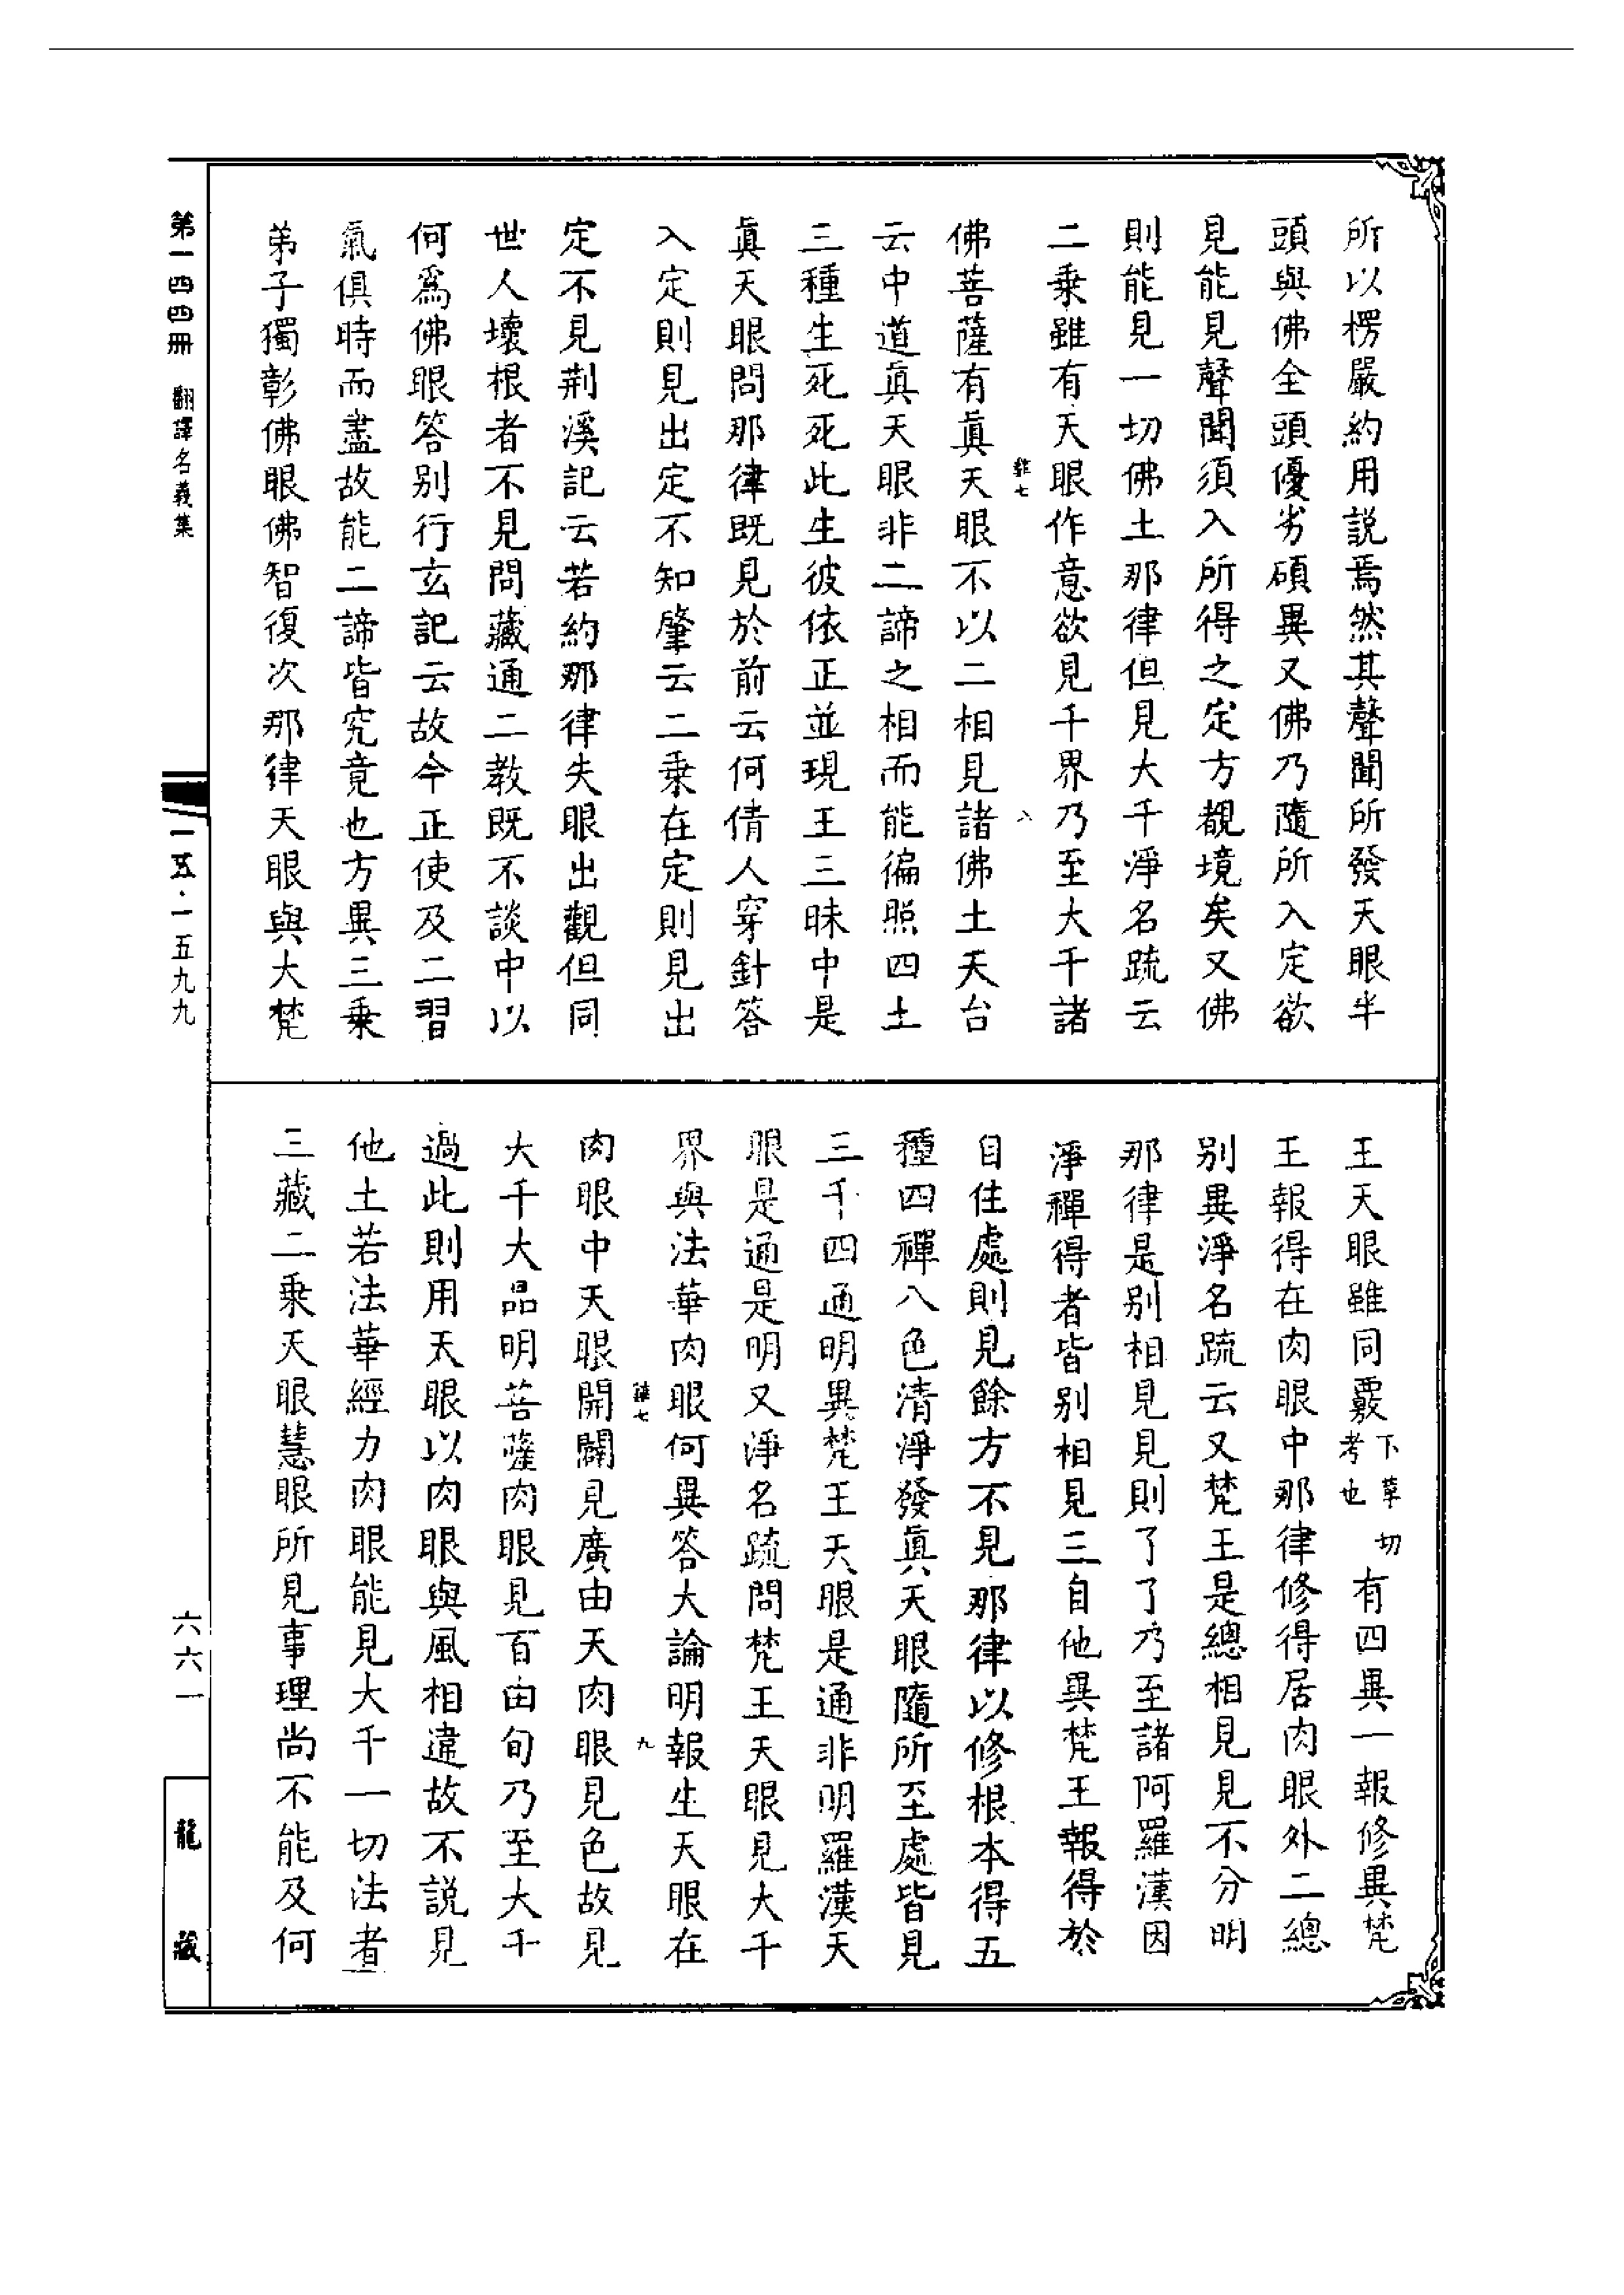 所以楞嚴約用説焉然其聲聞所發天眼半
頭與佛全頭優劣碩異又佛乃隨所入定欲
見能見聲聞須入所得之定方覩境矣又佛
則能見一切佛土那律但見大千淨名疏云
二乘雖有天眼作意欲見千界乃至大千諸
佛菩薩有眞天眼不以二相見諸佛土天台
云中道眞天眼非二諦之相而能徧照四土
三種生死死此生彼依正並現王三昧中是
眞天眼問那律既見於前云何倩人穿針答
入定則見出定不知肇云二乘在定則見出
定不見荆溪記云若約那律失眼出觀但同
世人壞根者不見問藏通二教既不談中以
何爲佛眼答别行玄記云故今正使及二習
氣俱時而盡故能二諦皆究竟也方異三乘
弟子獨彰佛眼佛智復次那律天眼與大梵
王天眼雖同覈下革切考也有四異一報修異梵
王報得在肉眼中那律修得居肉眼外二總
别異淨名疏云又梵王是總相見見不分明
那律是别相見見則了了乃至諸阿羅漢因
淨禪得者皆别相見三自他異梵王報得於
自住處則見餘方不見那律以修根本得五
種四禪八色清淨發眞天眼隨所至處皆見
三千四通明異梵王天眼是通非明羅漢天
眼是通是明又淨名疏問梵王天眼見大千
界與法華肉眼何異答大論明報生天眼在
肉眼中天眼開闢見廣由天肉眼見色故見
大千大品明菩薩肉眼見百由旬乃至大千
過此則用天眼以肉眼與風相違故不説見
他土若法華經力肉眼能見大千一切法者
三藏二乘天眼慧眼所見事理尚不能及何
八
九
第一四四册 翻譯名義集
一五·一五九九
六六一
龍藏